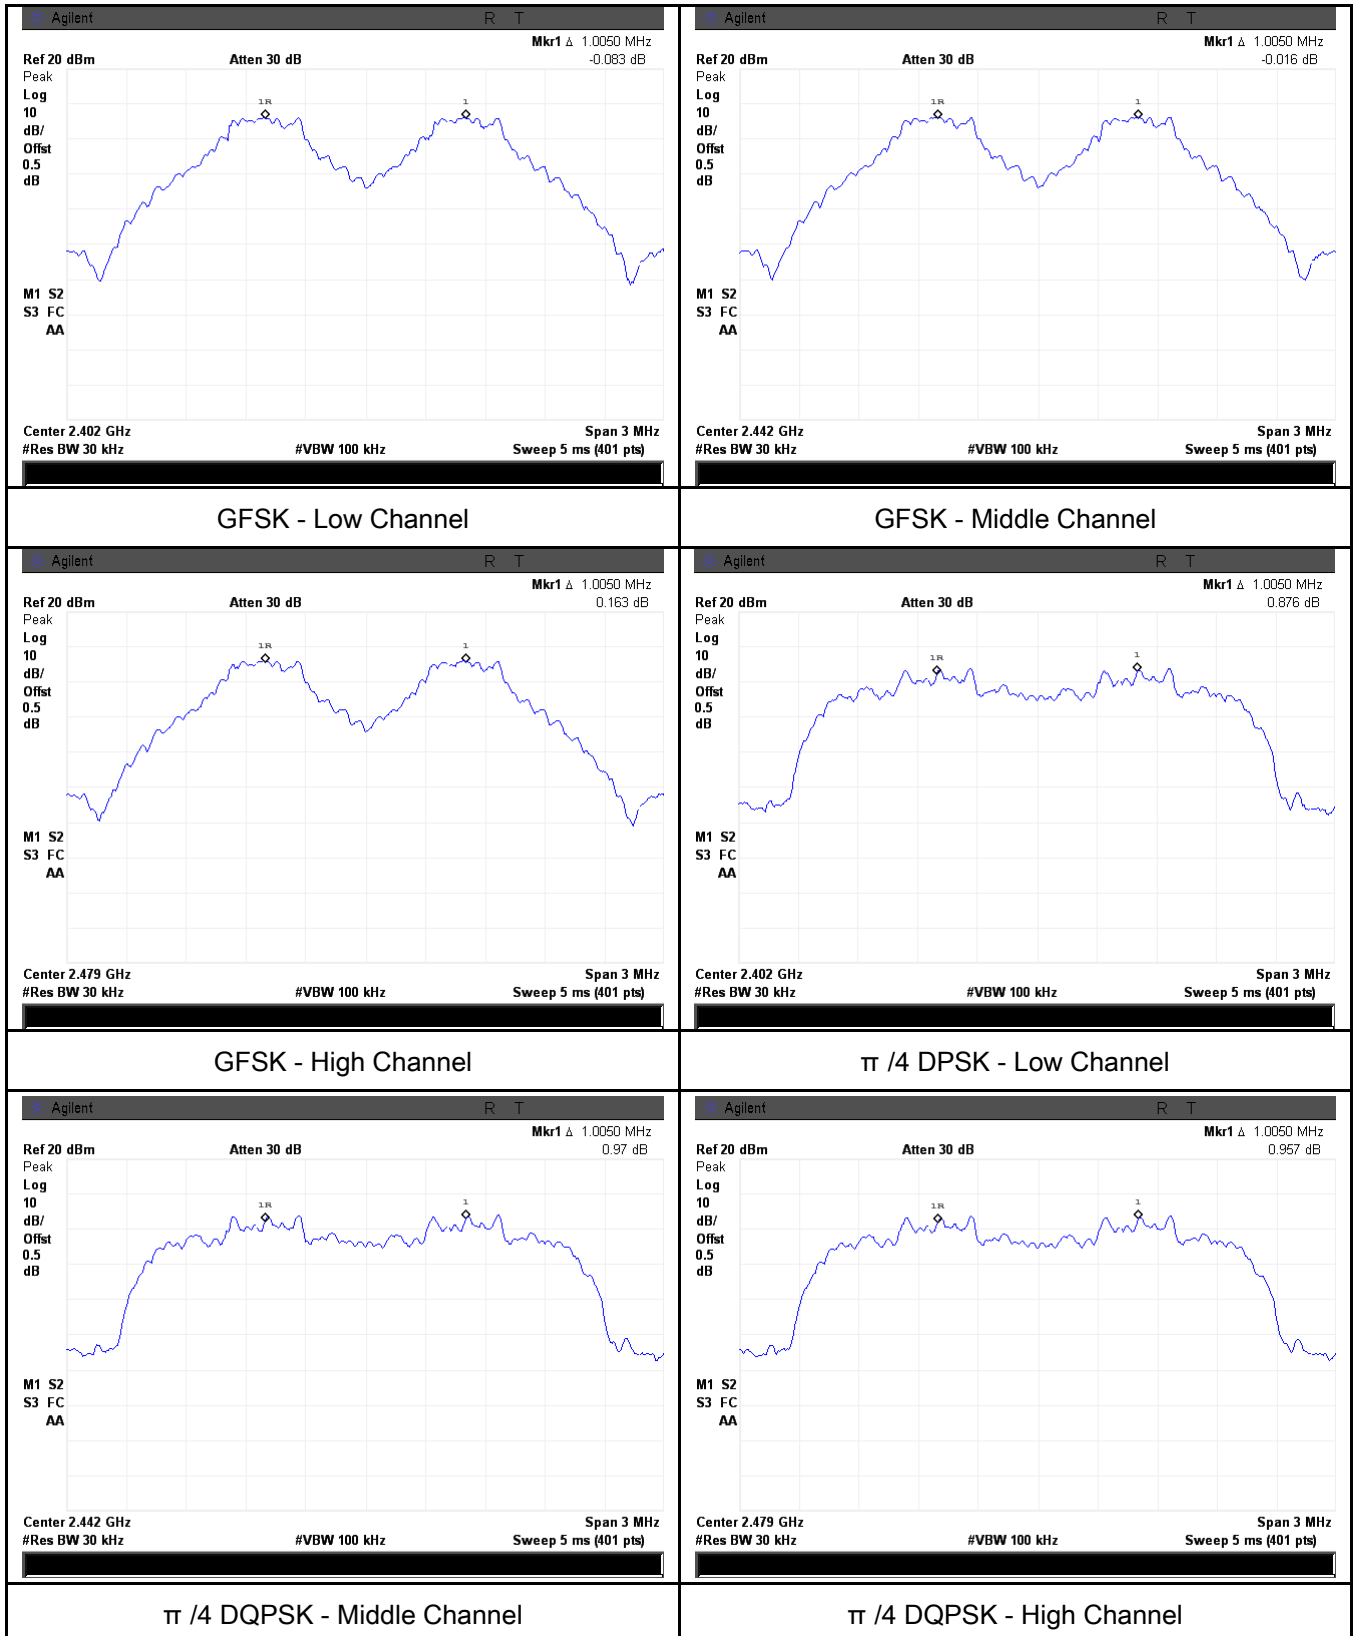 Agilent R T
Mkr1 Δ 1.0050 MHz
Ref 20 dBm Atten 30 dB -0.083 dB
Peak
Log
10
dB/
Offst
0.5
dB
1R 1
M1 S2
S3 FC
AA
Center 2.402 GHz Span 3 MHz
#Res BW 30 kHz #VBW 100 kHz Sweep 5 ms (401 pts)
GFSK - Low Channel
Agilent R T
Mkr1 Δ 1.0050 MHz
Ref 20 dBm Atten 30 dB -0.016 dB
Peak
Log
10
dB/
Offst
0.5
dB
1R 1
M1 S2
S3 FC
AA
Center 2.442 GHz Span 3 MHz
#Res BW 30 kHz #VBW 100 kHz Sweep 5 ms (401 pts)
GFSK - Middle Channel
Agilent R T
Mkr1 Δ 1.0050 MHz
Ref 20 dBm Atten 30 dB 0.163 dB
Peak
Log
10
dB/
Offst
0.5
dB
1R 1
M1 S2
S3 FC
AA
Center 2.479 GHz Span 3 MHz
#Res BW 30 kHz #VBW 100 kHz Sweep 5 ms (401 pts)
GFSK - High Channel
Agilent R T
Mkr1 Δ 1.0050 MHz
Ref 20 dBm Atten 30 dB 0.876 dB
Peak
Log
10
dB/
Offst
0.5
dB
1R 1
M1 S2
S3 FC
AA
Center 2.402 GHz Span 3 MHz
#Res BW 30 kHz #VBW 100 kHz Sweep 5 ms (401 pts)
π /4 DPSK - Low Channel
Agilent R T
Mkr1 Δ 1.0050 MHz
Ref 20 dBm Atten 30 dB 0.97 dB
Peak
Log
10
dB/
Offst
0.5
dB
1R 1
M1 S2
S3 FC
AA
Center 2.442 GHz Span 3 MHz
#Res BW 30 kHz #VBW 100 kHz Sweep 5 ms (401 pts)
π /4 DQPSK - Middle Channel
Agilent R T
Mkr1 Δ 1.0050 MHz
Ref 20 dBm Atten 30 dB 0.957 dB
Peak
Log
10
dB/
Offst
0.5
dB
1R 1
M1 S2
S3 FC
AA
Center 2.479 GHz Span 3 MHz
#Res BW 30 kHz #VBW 100 kHz Sweep 5 ms (401 pts)
π /4 DQPSK - High Channel